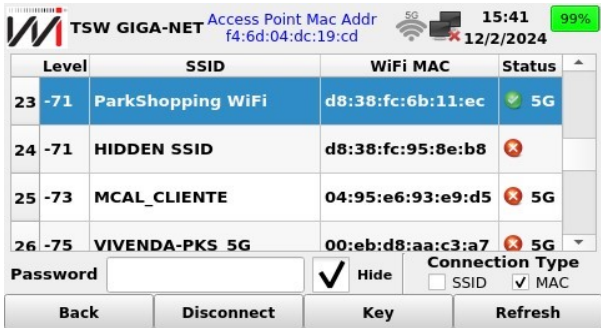 TSW GIGA-NET
Access Point Mac Addr
f4:6d:04:dc:19:cd
5G
15:41
12/2/2024
99%
Level SSID WiFi MAC Status
23 -71 ParkShopping WiFi d8:38:fc:6b:11:ec 5G
24 -71 HIDDEN SSID d8:38:fc:95:8e:b8
25 -73 MCAL_CLIENTE 04:95:e6:93:e9:d5 5G
26 -75 VIVENDA-PKS_5G 00:eb:d8:aa:c3:a7 5G
Password Hide
Connection Type
SSID MAC
Back Disconnect Key Refresh